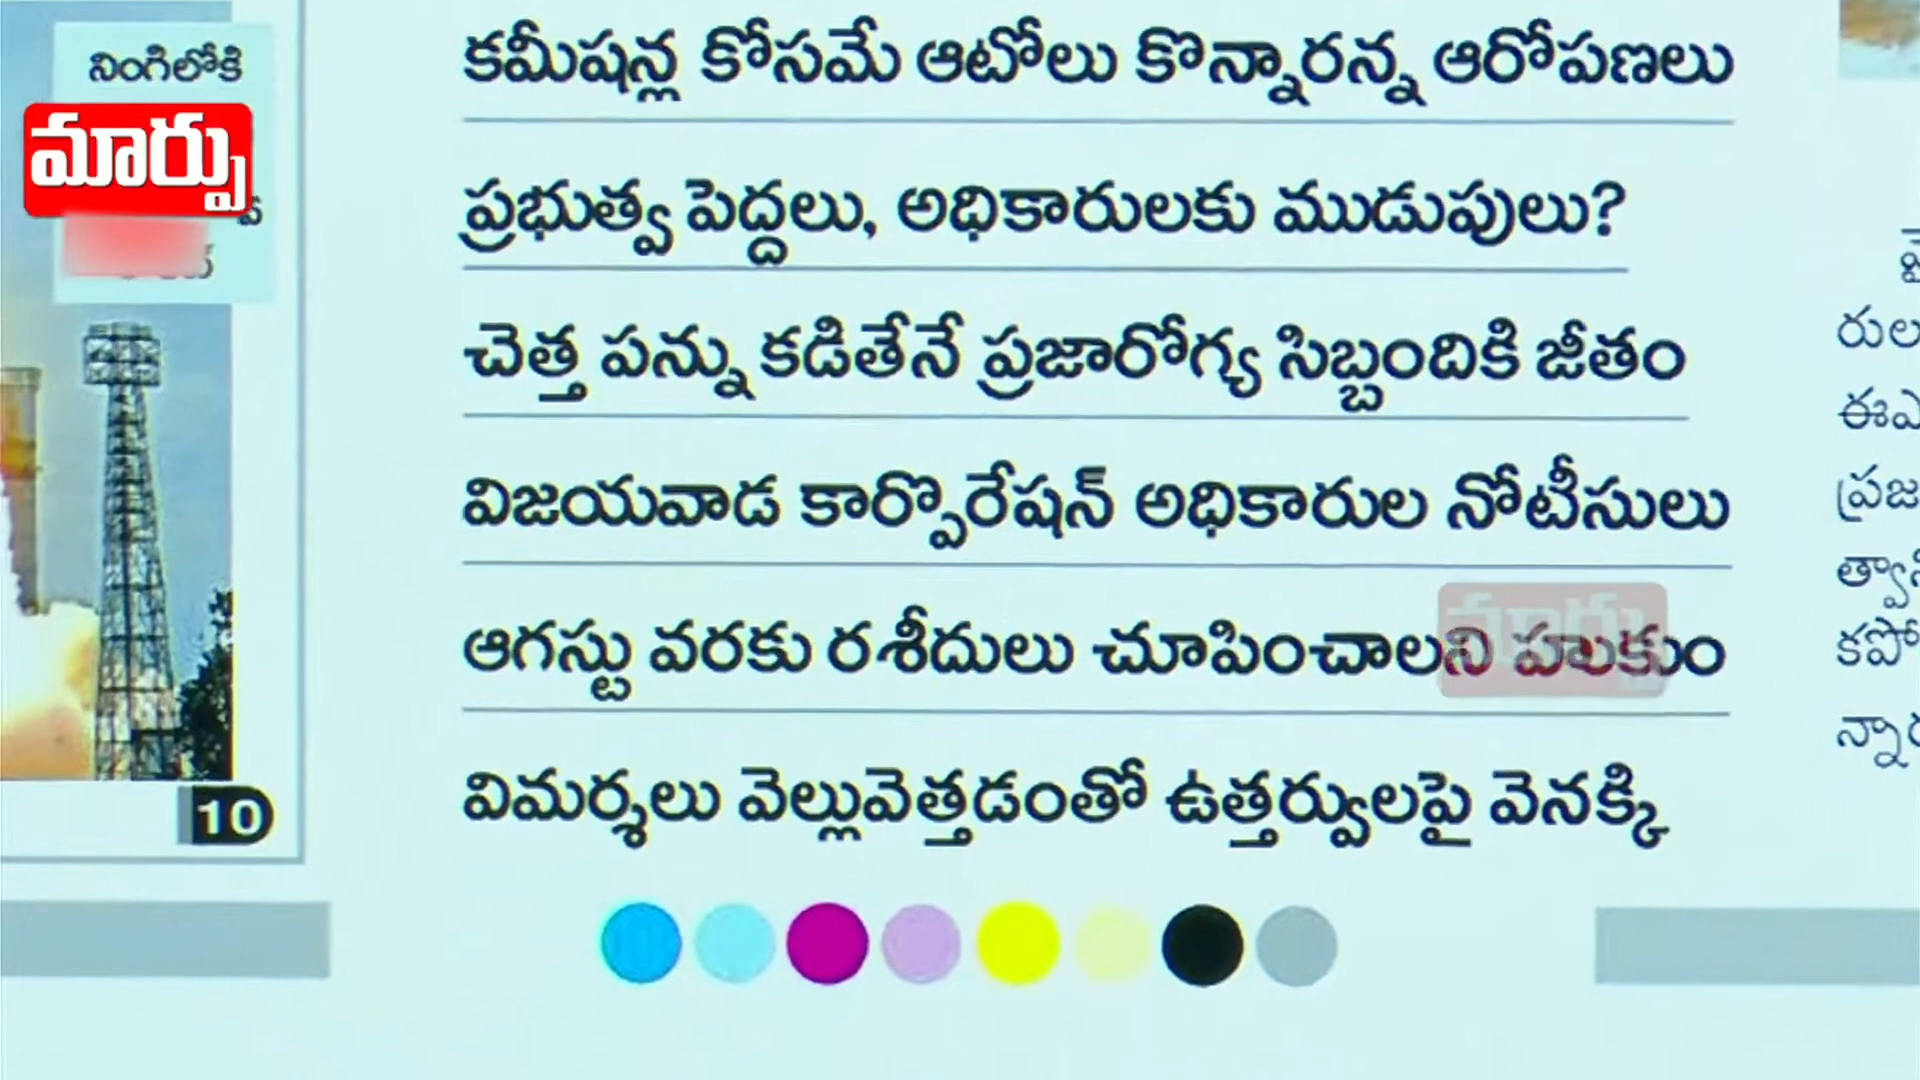 నింగిలోకి
మార్పు
10
కమీషన్ల కోసమే ఆటోలు కొన్నారన్న ఆరోపణలు
ప్రభుత్వ పెద్దలు, అధికారులకు ముడుపులు?
చెత్త పన్ను కడితేనే ప్రజారోగ్య సిబ్బందికి జీతం
విజయవాడ కార్పొరేషన్ అధికారుల నోటీసులు
ఆగస్టు వరకు రశీదులు చూపించాలని హుకుం
విమర్శలు వెల్లువెత్తడంతో ఉత్తర్వులపై వెనక్కి
మార్పు